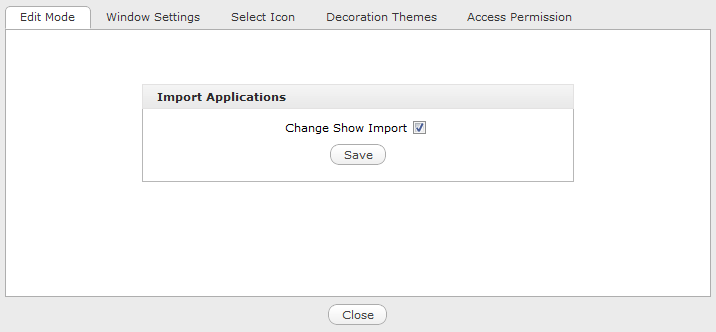 Edit Mode Window Settings Select Icon Decoration Themes Access Permission
Import Applications
Change Show Import
Save
Close